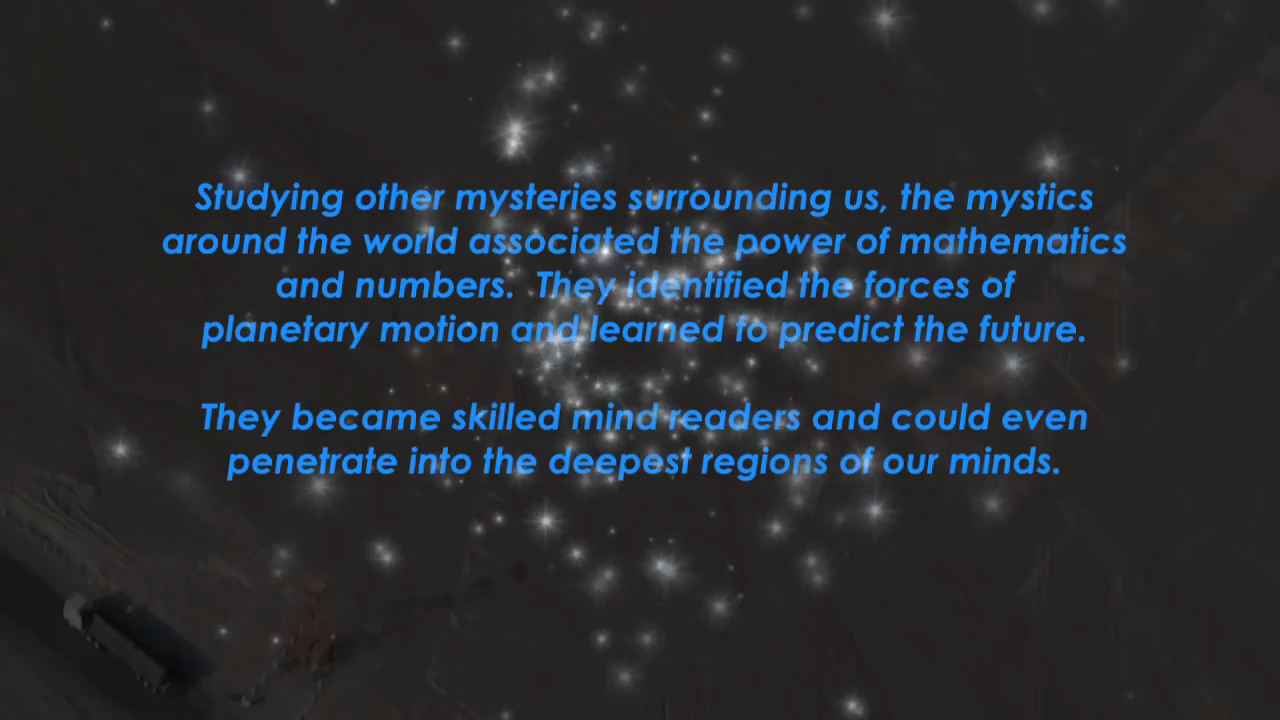 Studying other mysteries surrounding us, the mystics
around the world associated the power of mathematics
and numbers.  They identified the forces of
planetary motion and learned to predict the future.
They became skilled mind readers and could even
penetrate into the deepest regions of our minds.